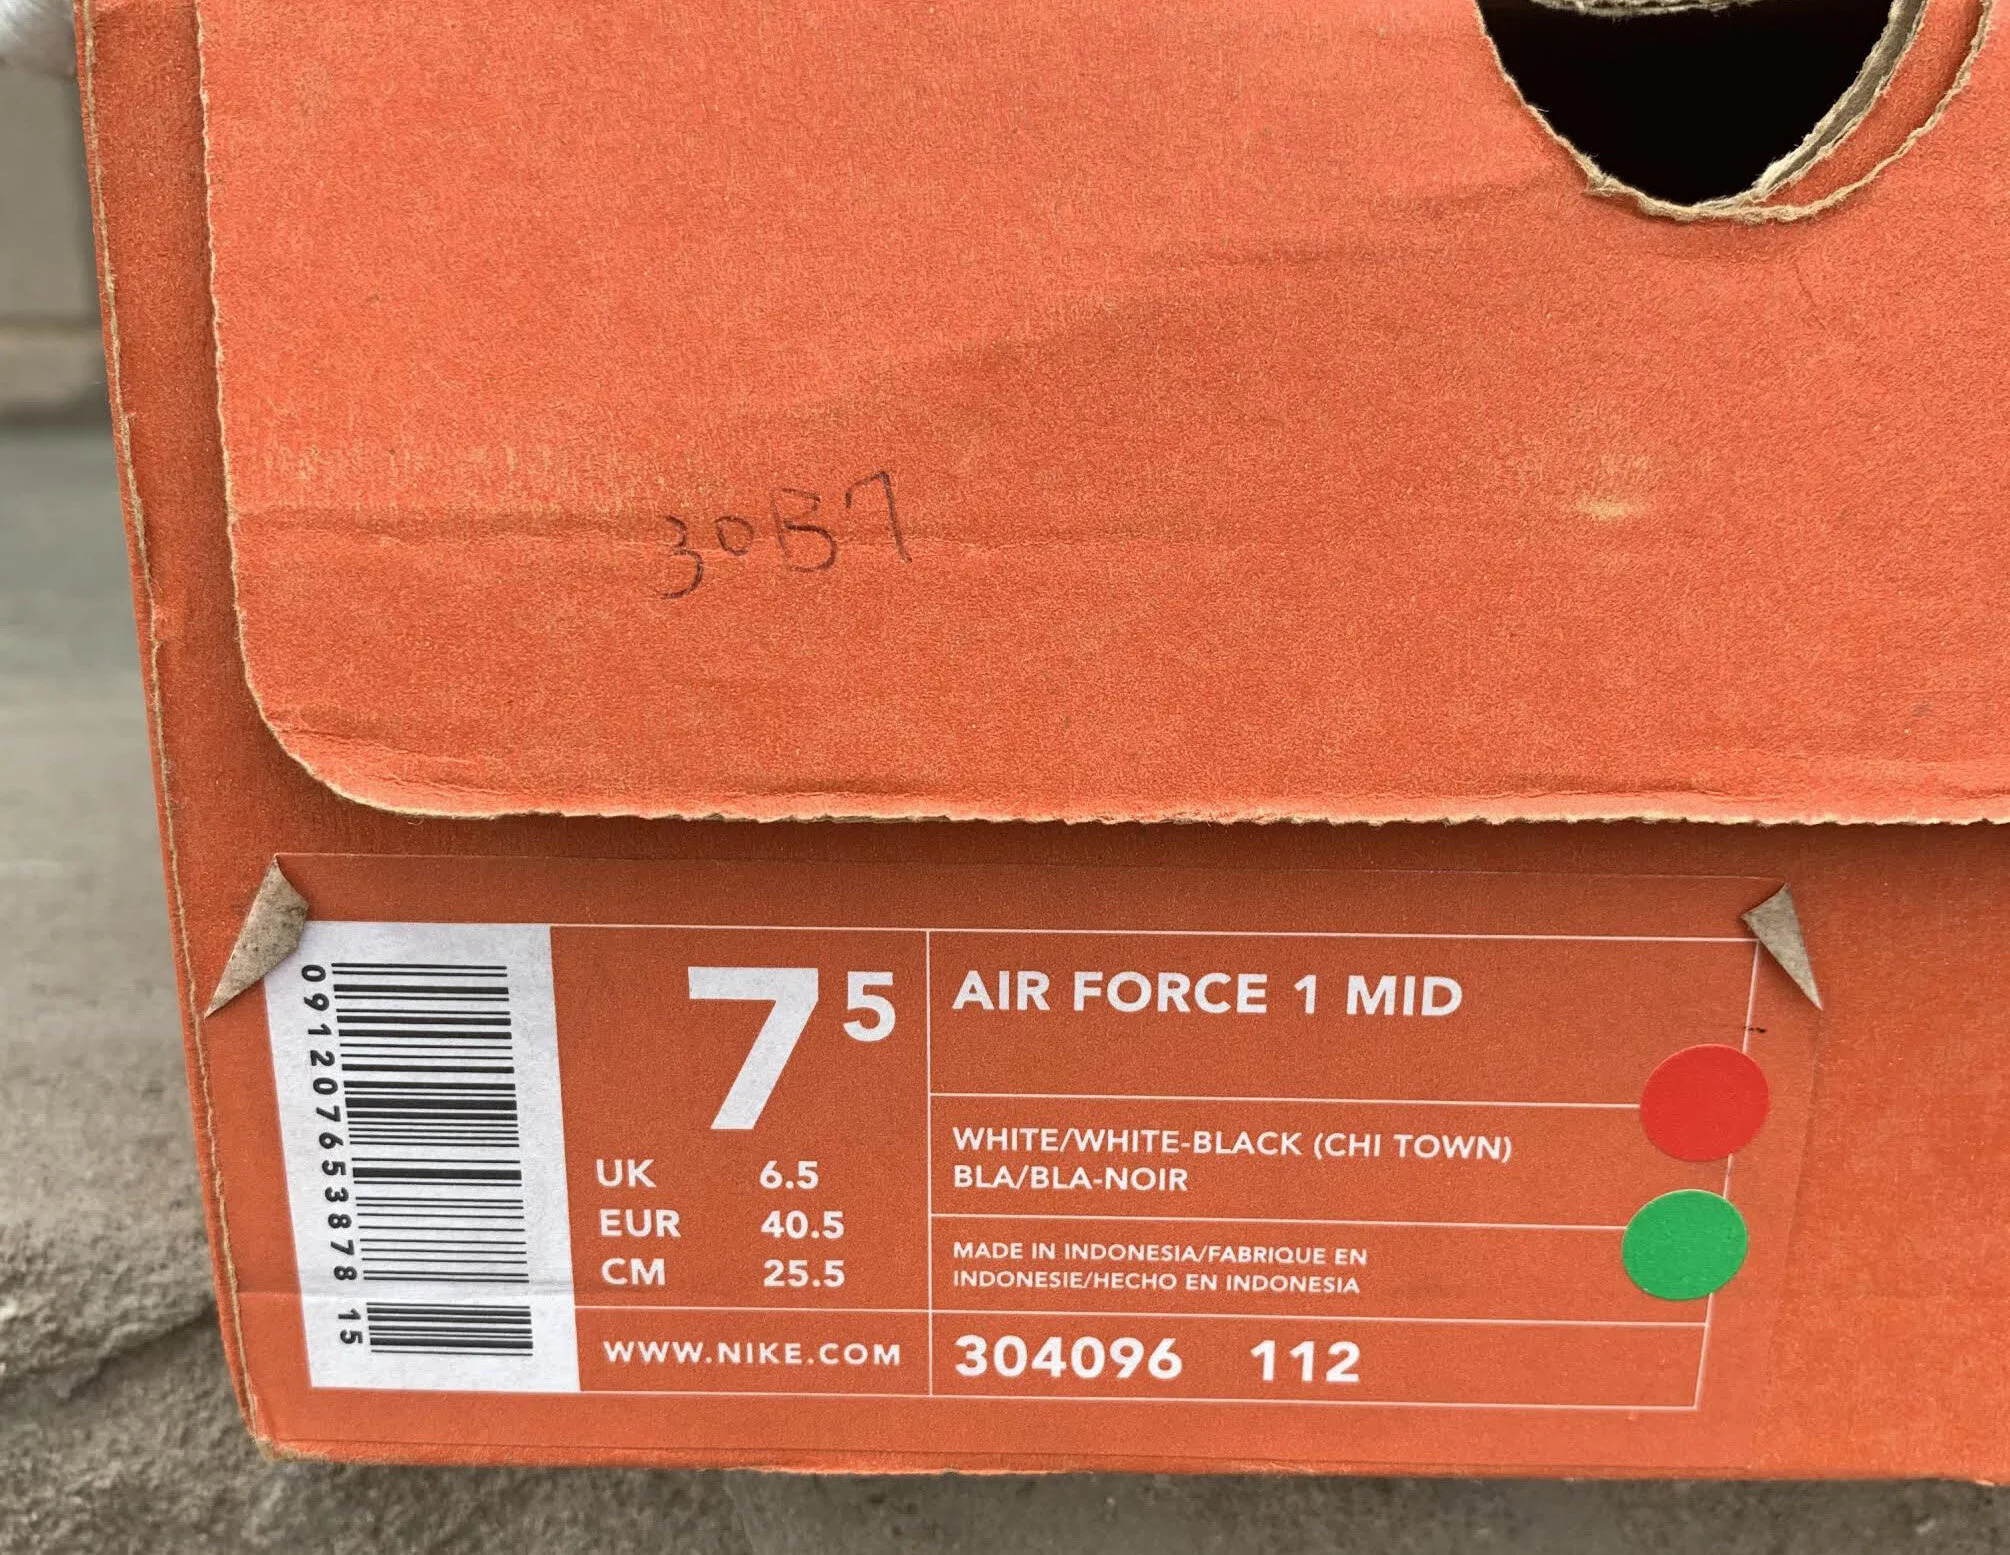 30B7
091207653878 15
7 5
UK 6.5
EUR 40.5
CM 25.5
WWW.NIKE.COM
AIR FORCE 1 MID
WHITE/WHITE-BLACK (CHI TOWN)
BLA/BLA-NOIR
MADE IN INDONESIA/FABRIQUE EN
INDONESIE/HECHO EN INDONESIA
304096 112